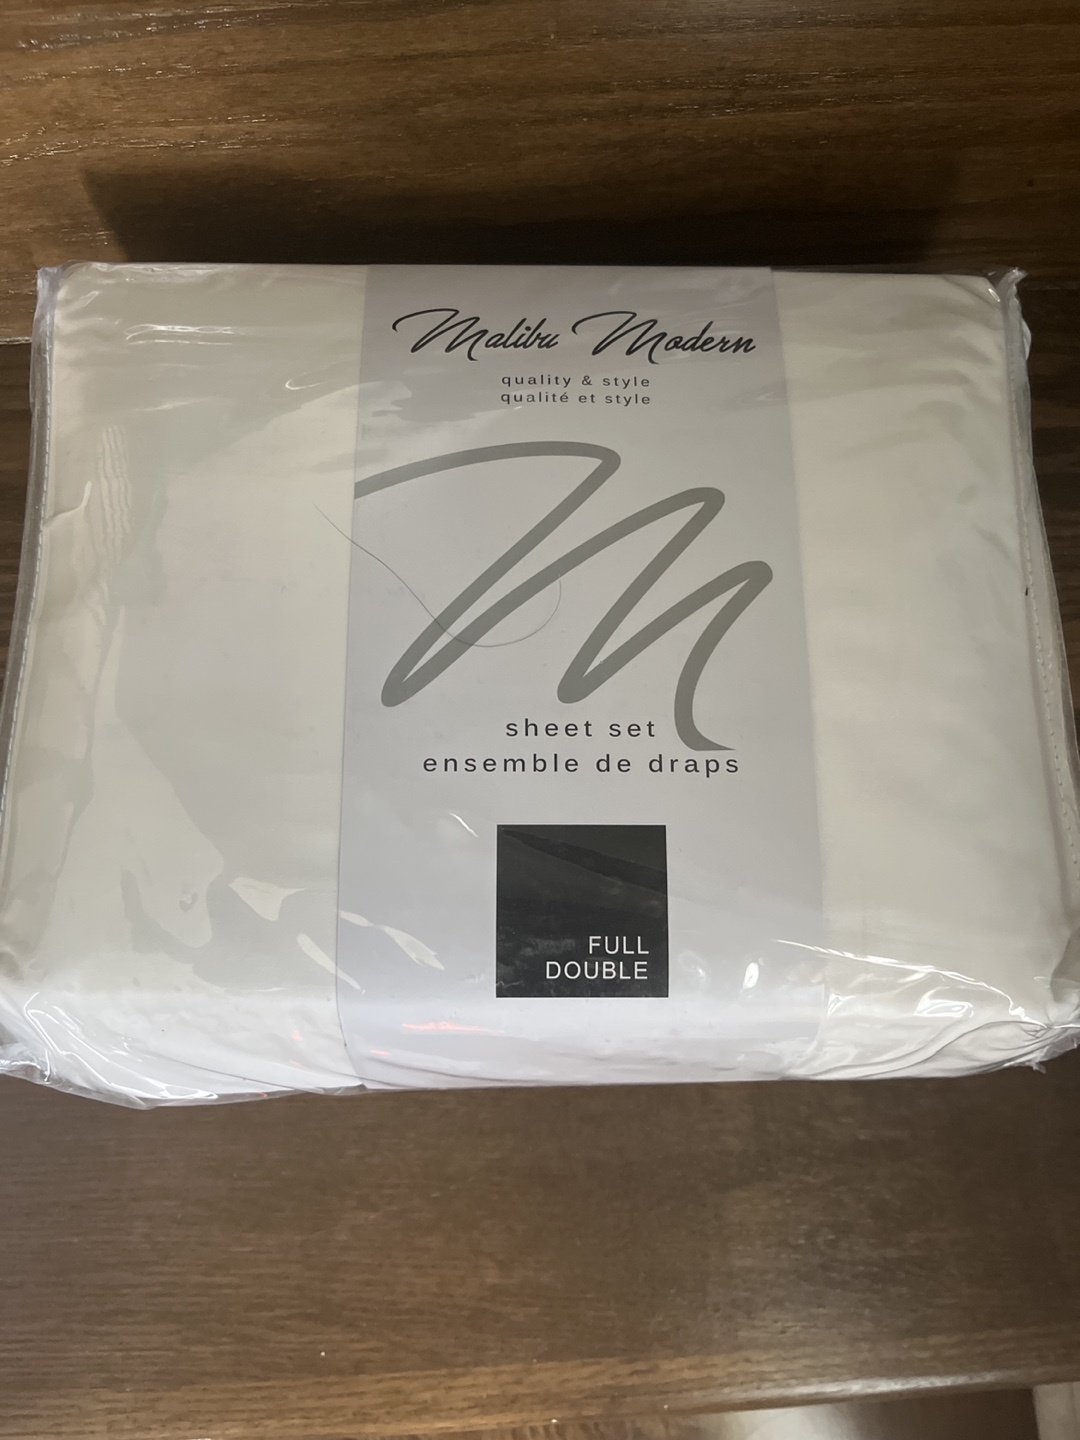 Malibu Modern
quality & style
qualité et style
M
sheet set
ensemble de draps
FULL
DOUBLE